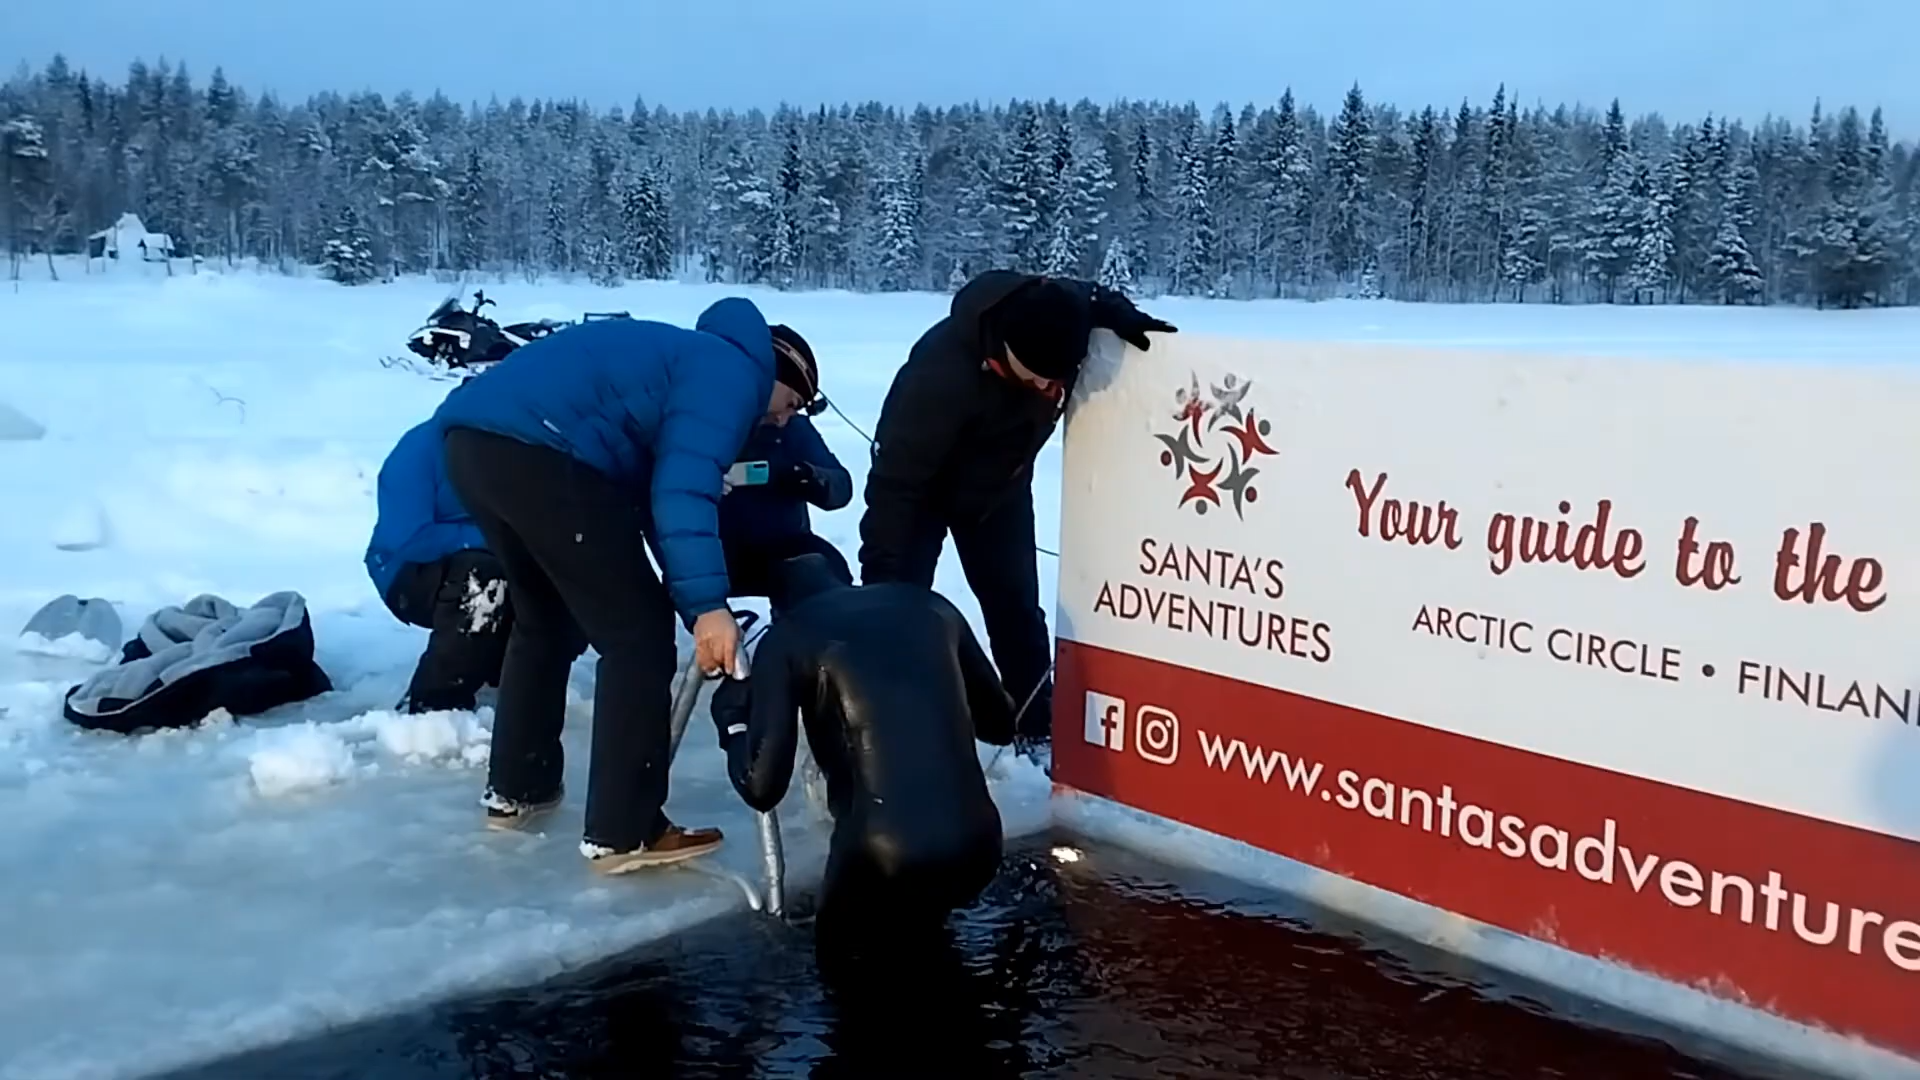 SANTA'S
ADVENTURES
Your guide to the
ARCTIC CIRCLE • FINLAN
www.santasadventure